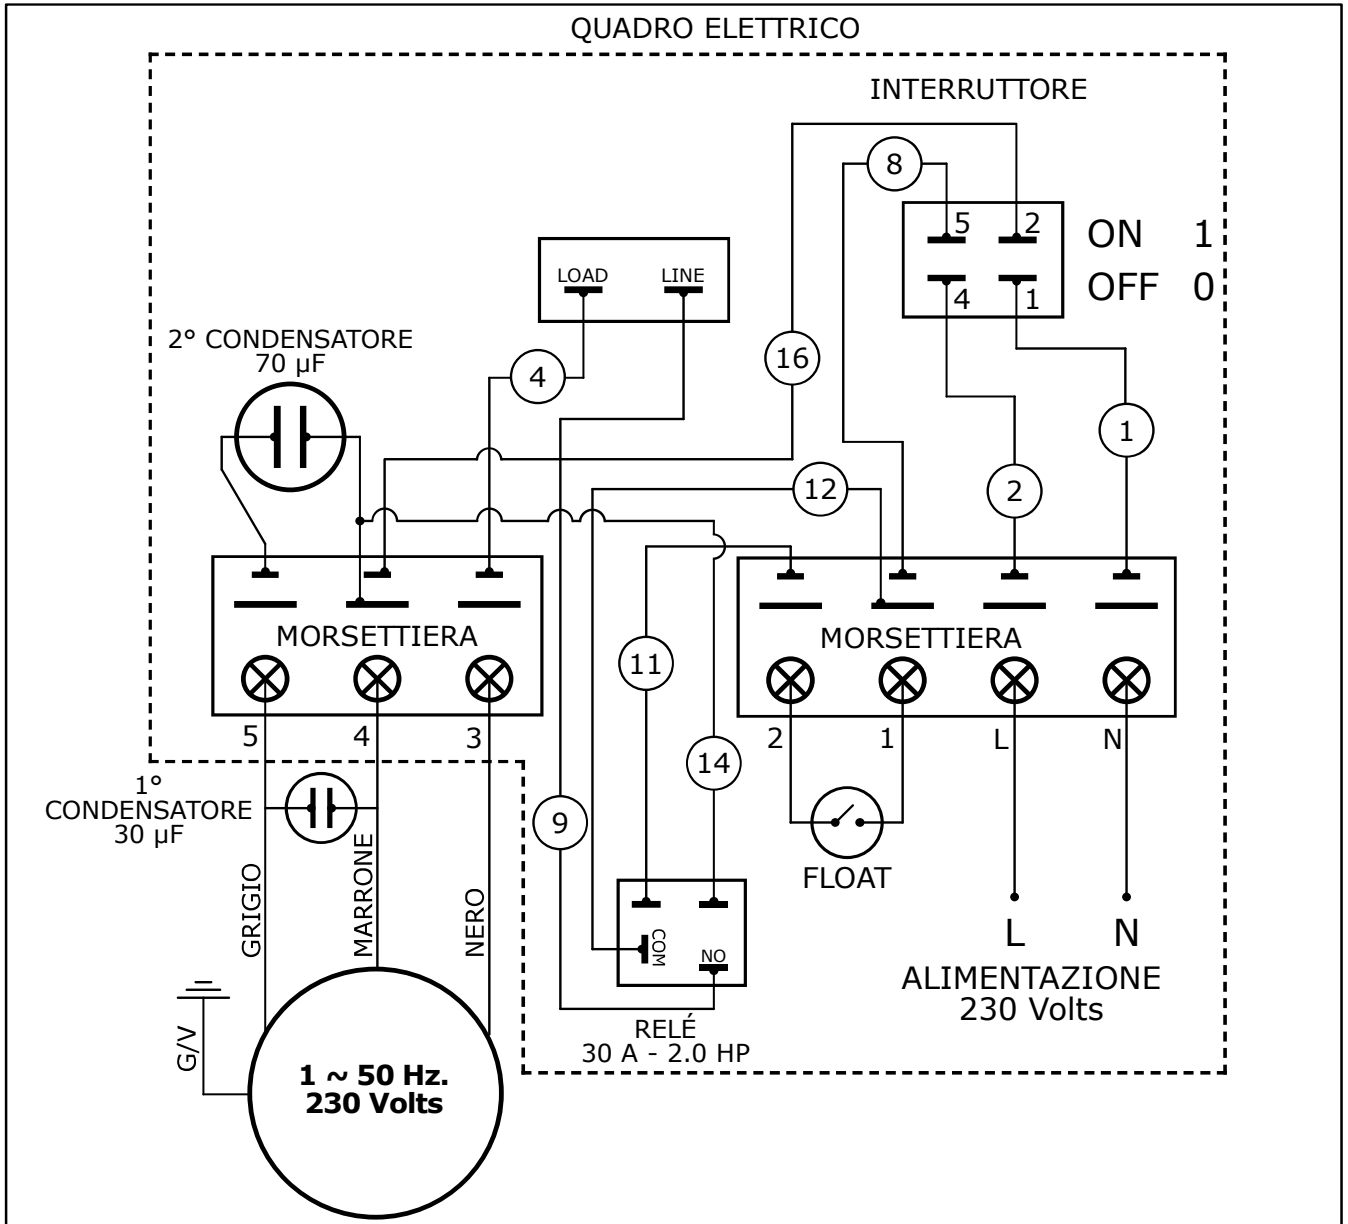 QUADRO ELETTRICO
INTERRUTTORE
8
5 2
ON 1
OFF 0
4 1
LOAD LINE
2° CONDENSATORE
70 µF
4
16
1
12
2
MORSETTIERA
MORSETTIERA
11
5 4 3
2 1 L N
14
1°
CONDENSATORE
30 µF
9
GRIGIO
MARRONE
NERO
FLOAT
COM
NO
L N
ALIMENTAZIONE
230 Volts
RELÉ
30 A - 2.0 HP
G/V
1 ~ 50 Hz.
230 Volts